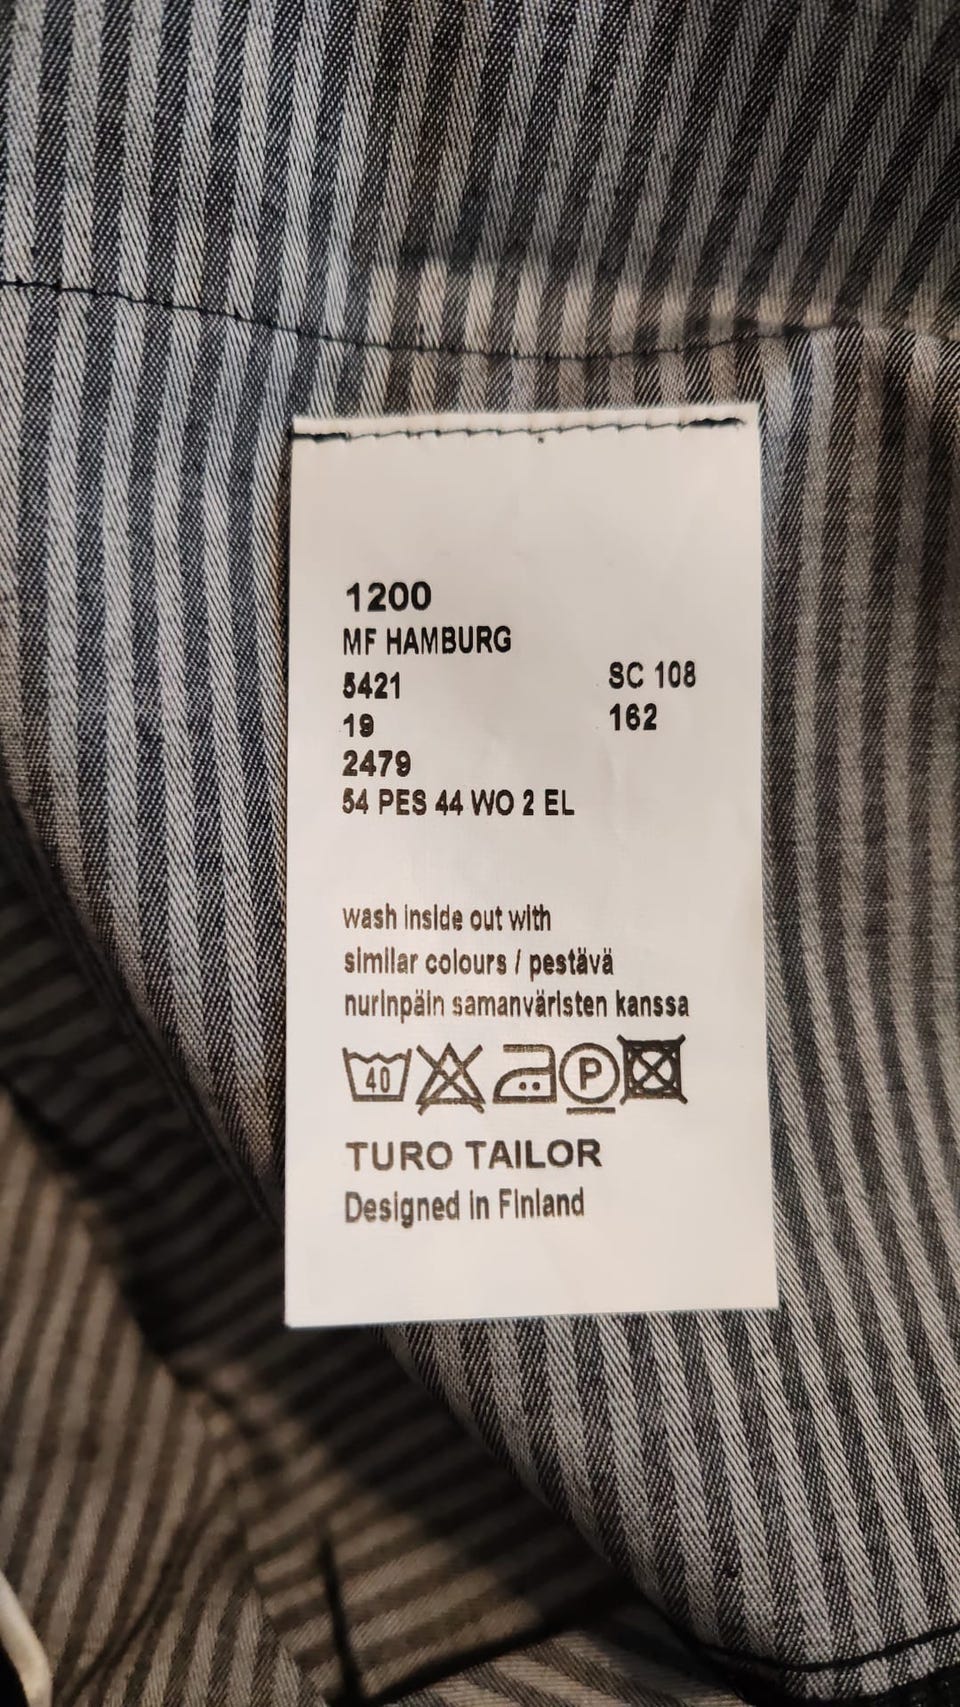 1200
MF HAMBURG
5421 SC 108
19 162
2479
54 PES 44 WO 2 EL
wash inside out with
similar colours / pestävä
nurinpäin samanväristen kanssa
40 P
TURO TAILOR
Designed in Finland